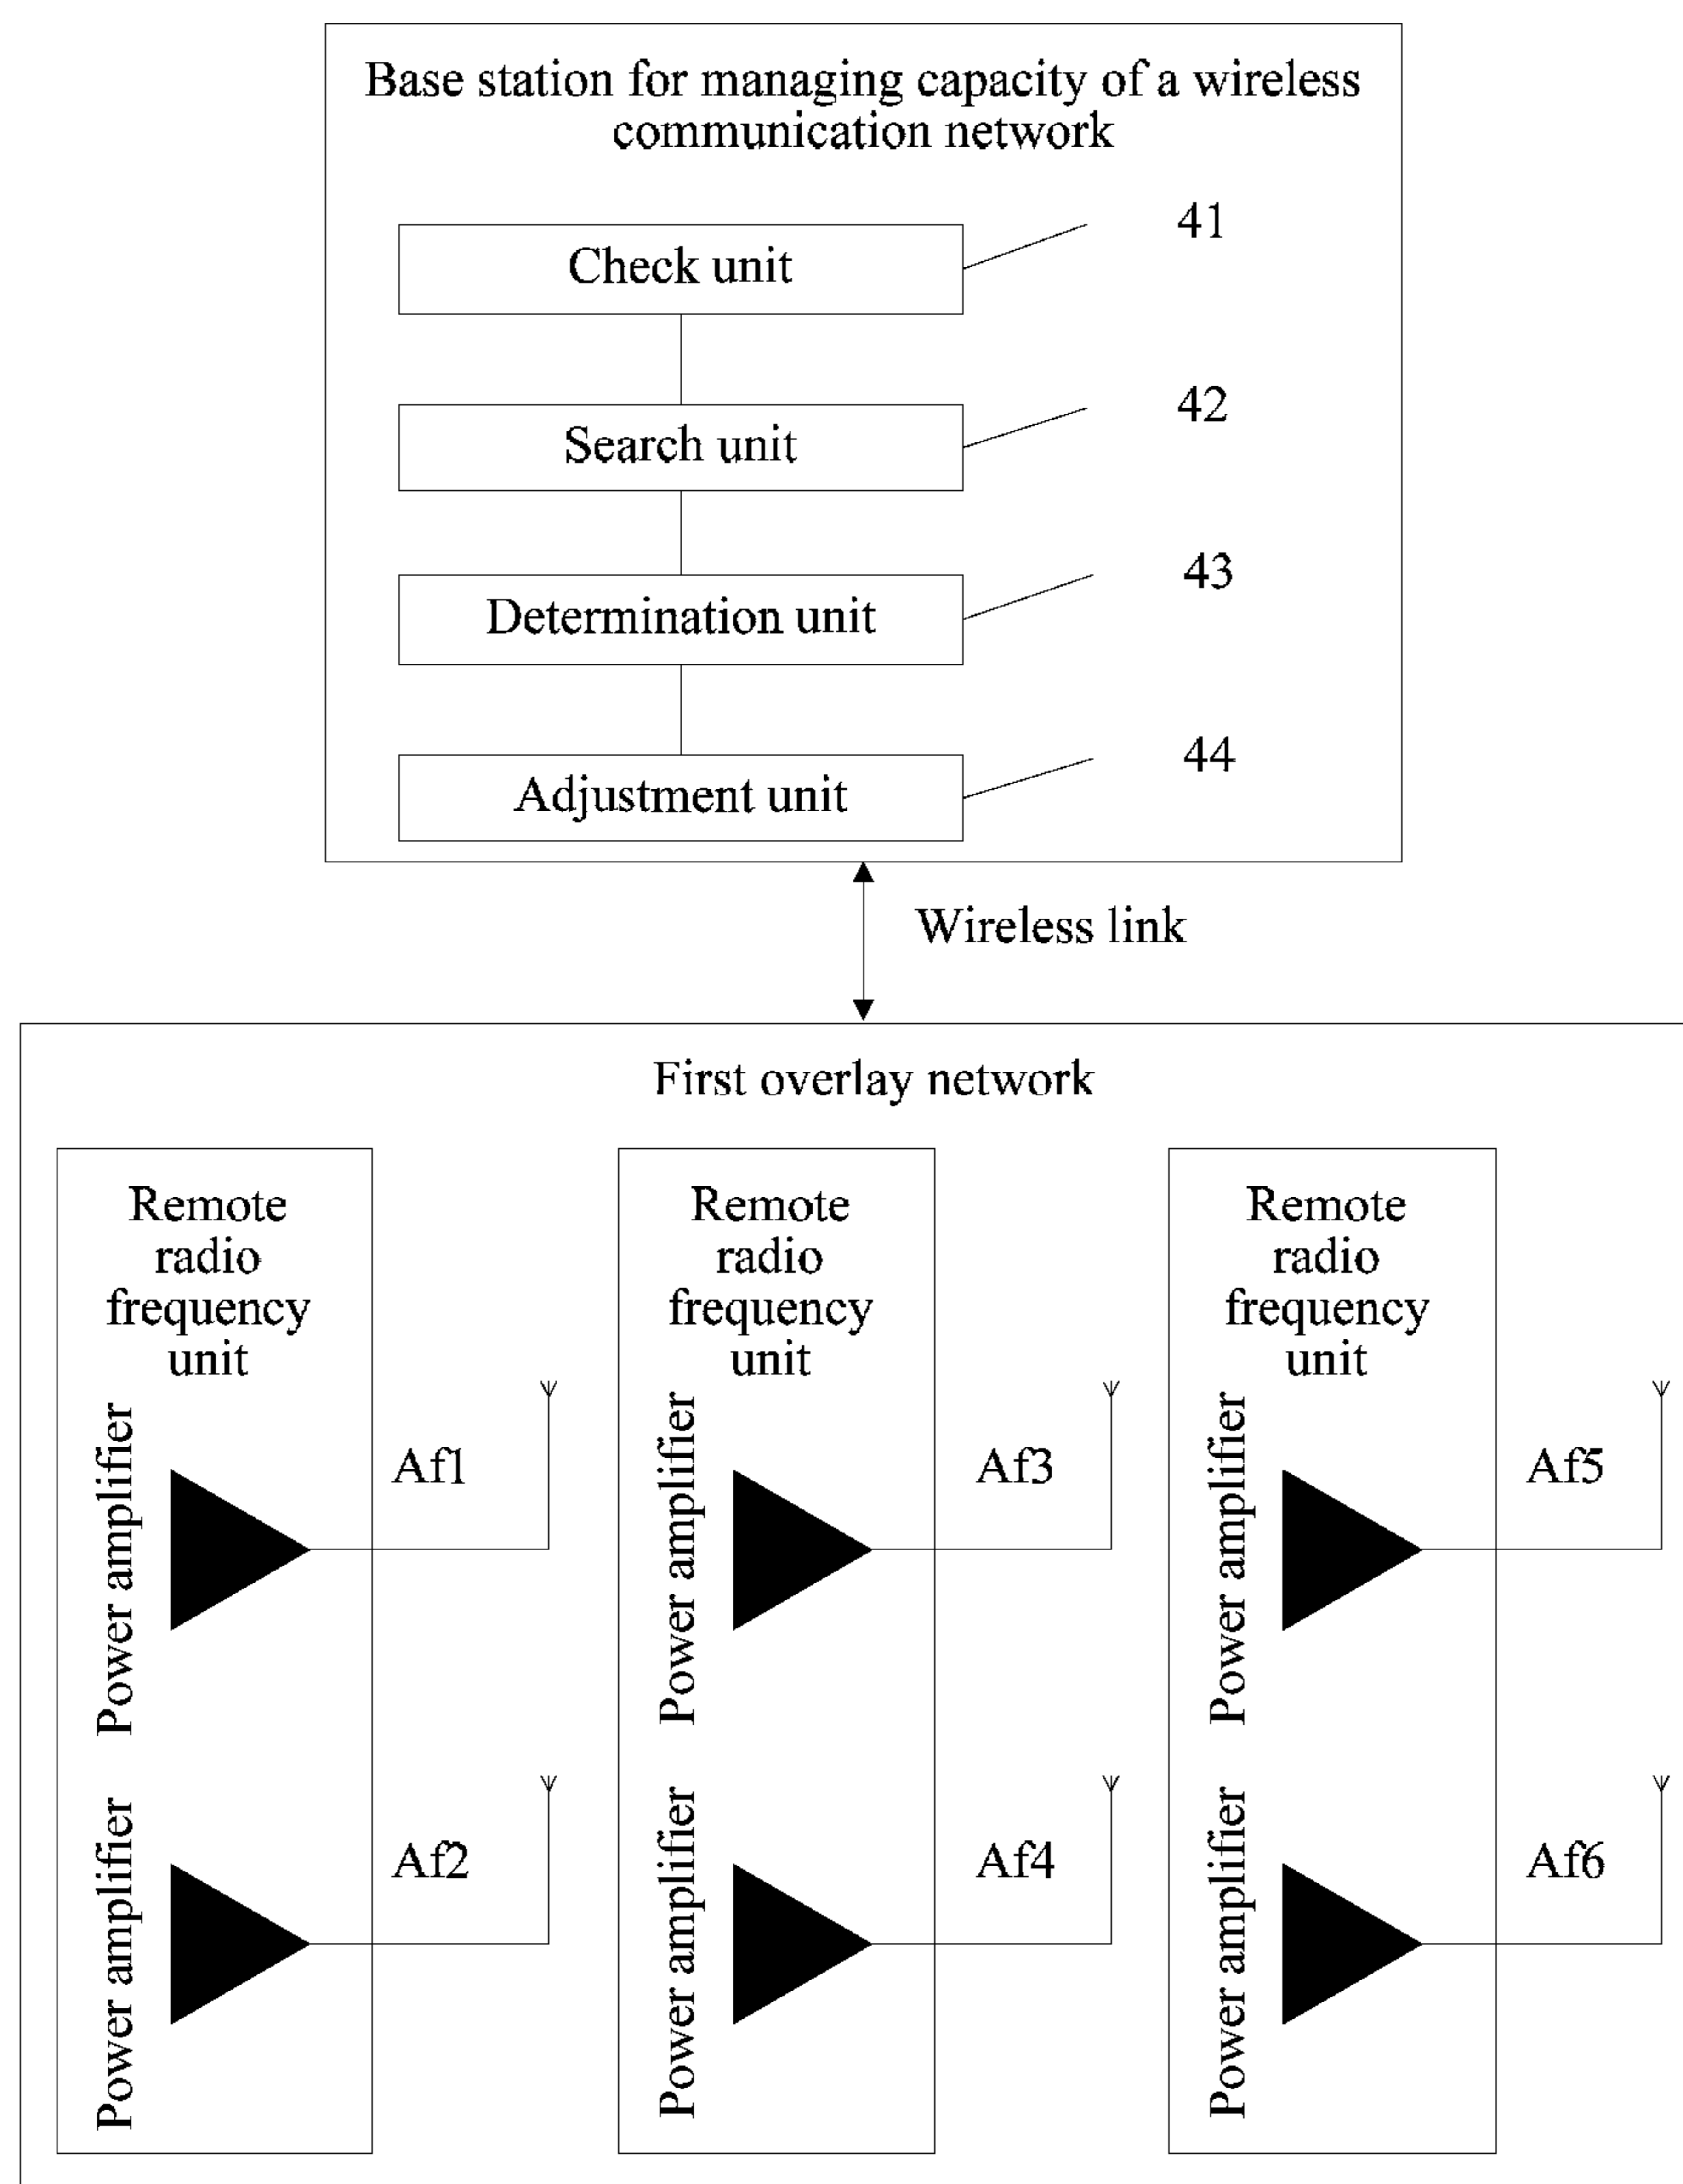 Base station for managing capacity of a wireless
communication network
41
Check unit
42
Search unit
43
Determination unit
44
Adjustment unit
Wireless link
First overlay network
Remote
radio
frequency
unit
Power amplifier
Af1
Power amplifier
Af2
Remote
radio
frequency
unit
Power amplifier
Af3
Power amplifier
Af4
Remote
radio
frequency
unit
Power amplifier
Af5
Power amplifier
Af6